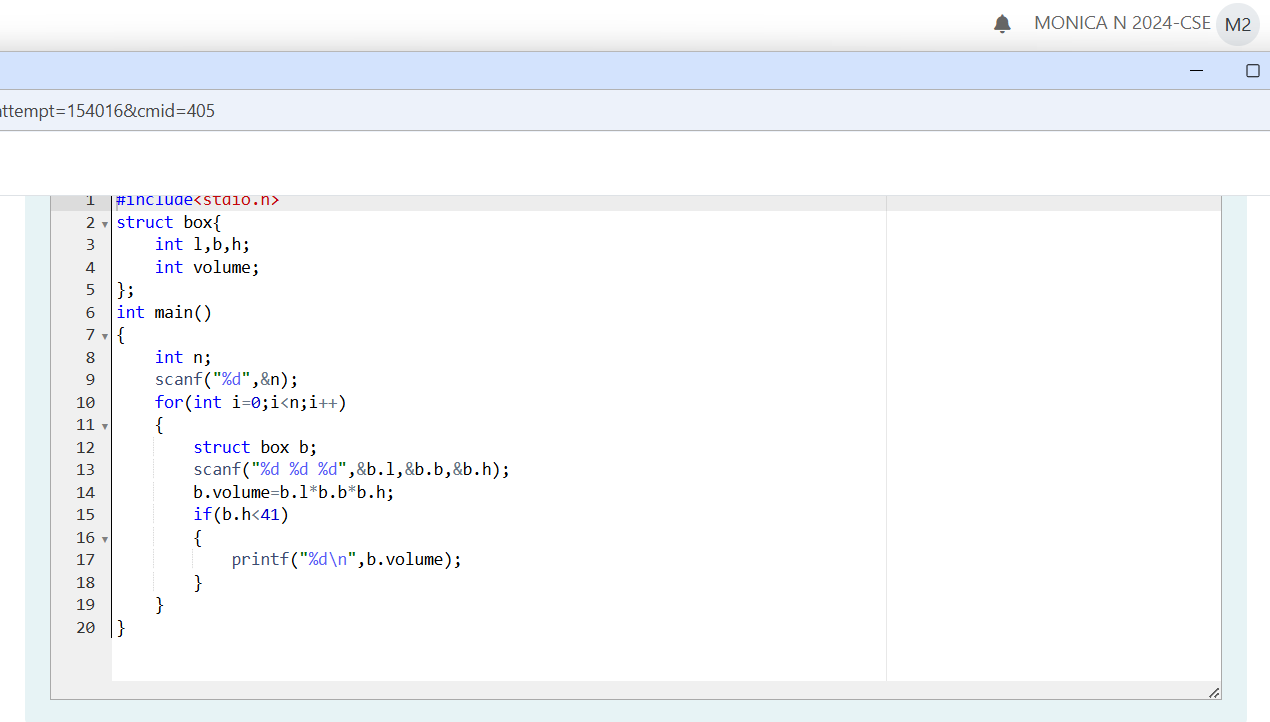 MONICA N 2024-CSE M2
ttempt=154016&cmid=405
1 #include<stdio.h>
2 struct box{
3 int l,b,h;
4 int volume;
5 };
6 int main()
7 {
8 int n;
9 scanf("%d",&n);
10 for(int i=0;i<n;i++)
11 {
12 struct box b;
13 scanf("%d %d %d",&b.l,&b.b,&b.h);
14 b.volume=b.l*b.b*b.h;
15 if(b.h<41)
16 {
17 printf("%d\n",b.volume);
18 }
19 }
20 }